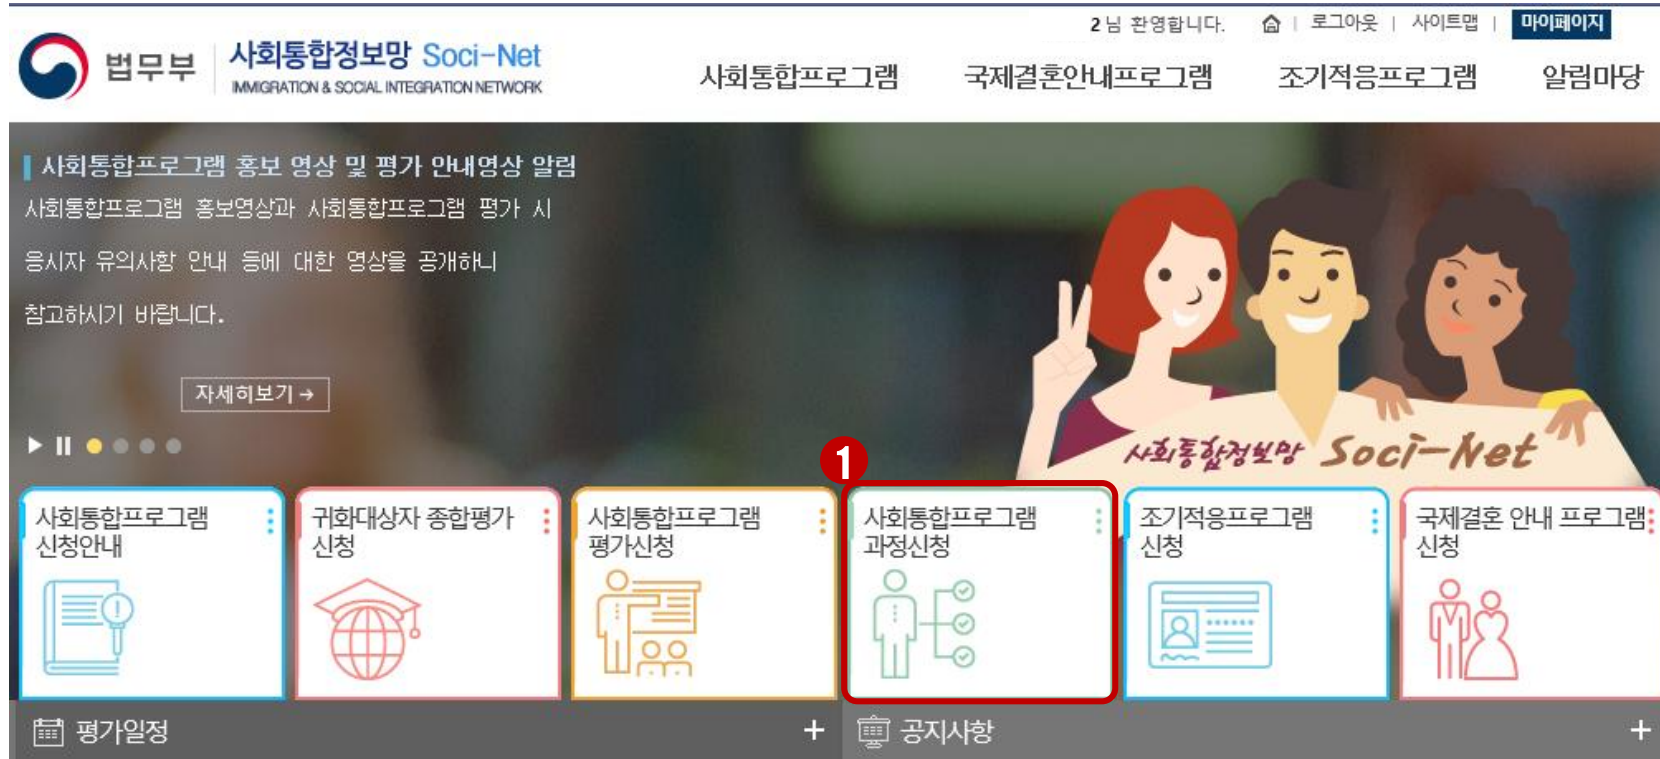 2 님 환영합니다. | 로그아웃 | 사이트맵 | 마이페이지
법무부
사회통합정보망 Soci-Net
IMMIGRATION & SOCIAL INTEGRATION NETWORK
사회통합프로그램 국제결혼안내프로그램 조기적응프로그램 알림마당
사회통합프로그램 홍보 영상 및 평가 안내영상 알림
사회통합프로그램 홍보영상과 사회통합프로그램 평가 시
응시자 유의사항 안내 등에 대한 영상을 공개하니
참고하시기 바랍니다.
자세히보기 →
사회통합정보망 Soci-Net
1
사회통합프로그램
신청안내
귀화대상자 종합평가
신청
사회통합프로그램
평가신청
사회통합프로그램
과정신청
조기적응프로그램
신청
국제결혼 안내 프로그램
신청
평가일정 +
공지사항 +